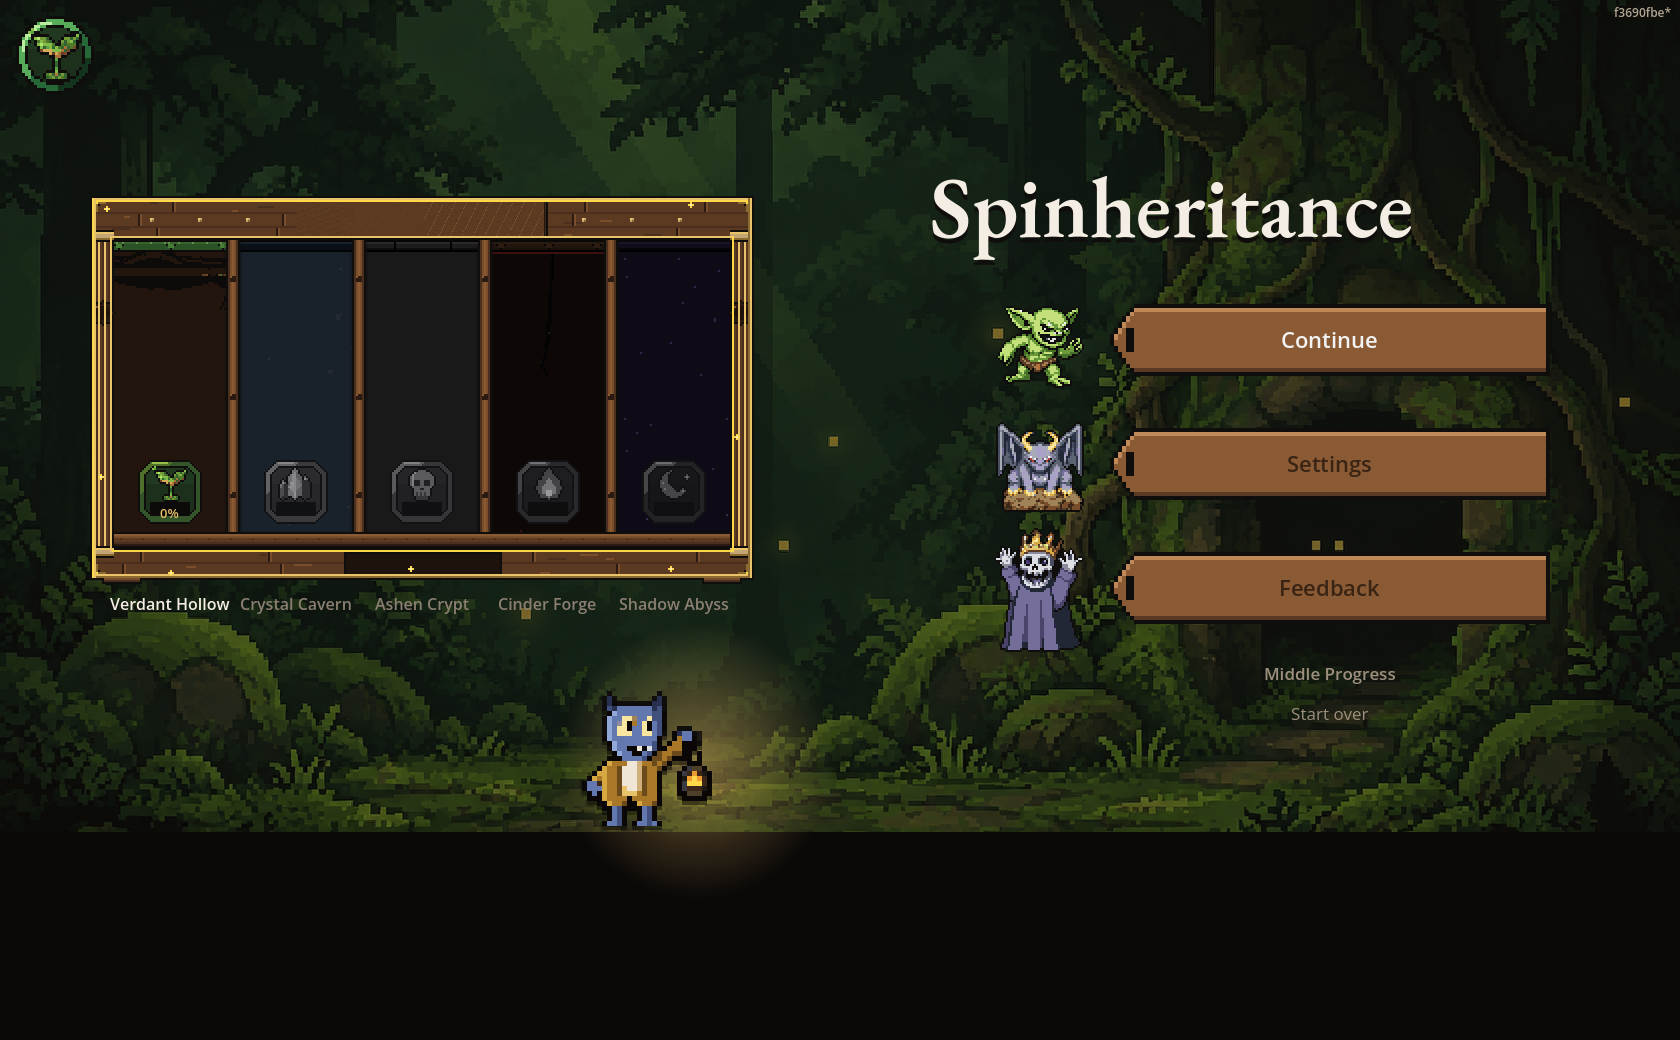 f3690fbe*
Spinheritance
Continue
Settings
Feedback
Middle Progress
Start over
0%
Verdant Hollow
Crystal Cavern
Ashen Crypt
Cinder Forge
Shadow Abyss